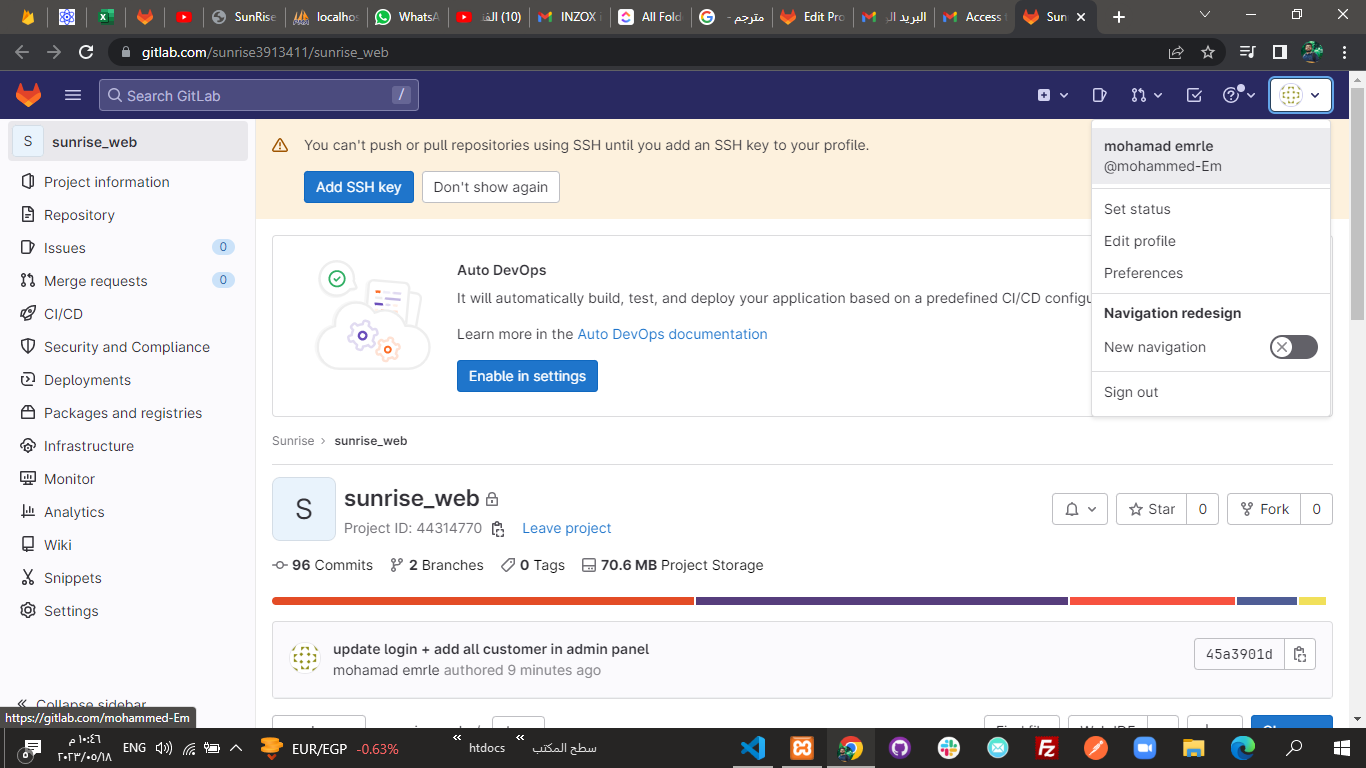 SunRise
localhos
WhatsA
(10) الق
INZOX i
All Fold
مترجم -
Edit Pro
البريد الو
Access t
Sun
gitlab.com/sunrise3913411/sunrise_web
Search GitLab
/
S
sunrise_web
Project information
Repository
Issues
0
Merge requests
0
CI/CD
Security and Compliance
Deployments
Packages and registries
Infrastructure
Monitor
Analytics
Wiki
Snippets
Settings
Collapse sidebar
https://gitlab.com/mohammed-Em
You can't push or pull repositories using SSH until you add an SSH key to your profile.
Add SSH key
Don't show again
Auto DevOps
It will automatically build, test, and deploy your application based on a predefined CI/CD configu
Learn more in the Auto DevOps documentation
Enable in settings
mohamad emrle
@mohammed-Em
Set status
Edit profile
Preferences
Navigation redesign
New navigation
Sign out
Sunrise › sunrise_web
S
sunrise_web
Project ID: 44314770
Leave project
Star
0
Fork
0
96 Commits
2 Branches
0 Tags
70.6 MB Project Storage
update login + add all customer in admin panel
mohamad emrle authored 9 minutes ago
45a3901d
١٠:٤٦ م
٢٠٢٣/٠٥/١٨
ENG
EUR/EGP
-0.63%
htdocs
سطح المكتب